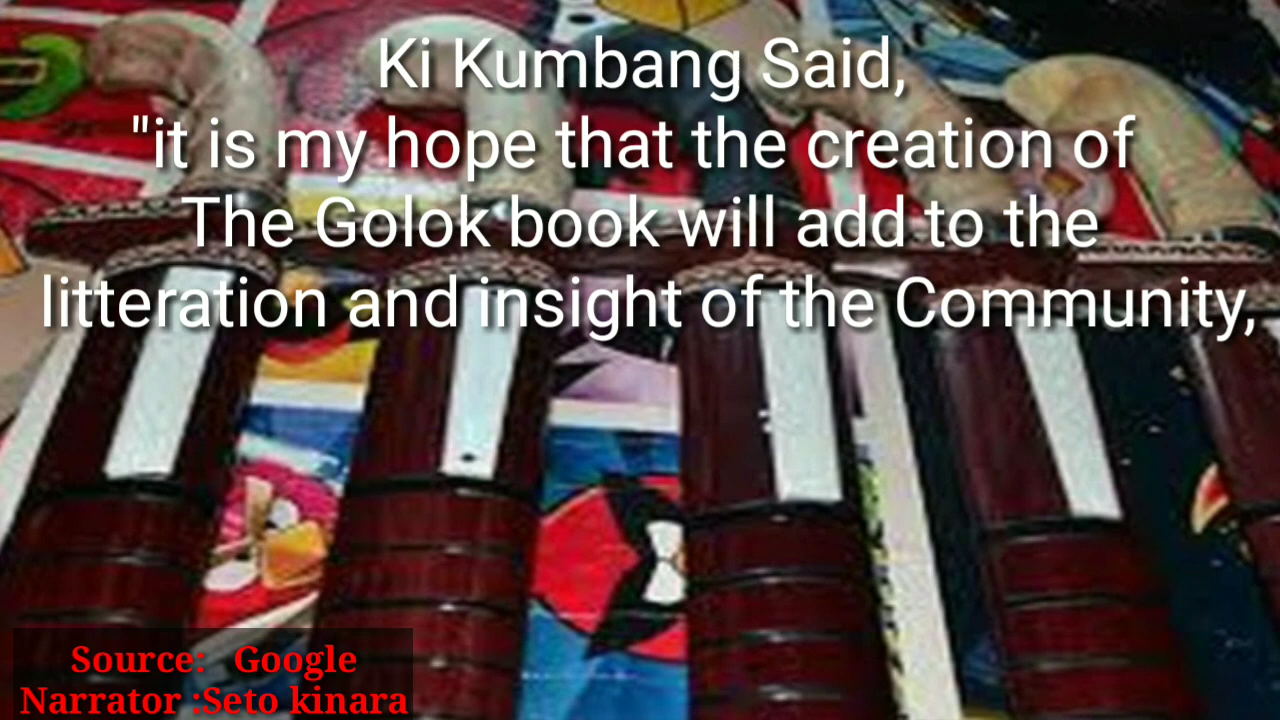 Ki Kumbang Said,
"it is my hope that the creation of
The Golok book will add to the
litteration and insight of the Community,
Source: Google
Narrator :Seto kinara